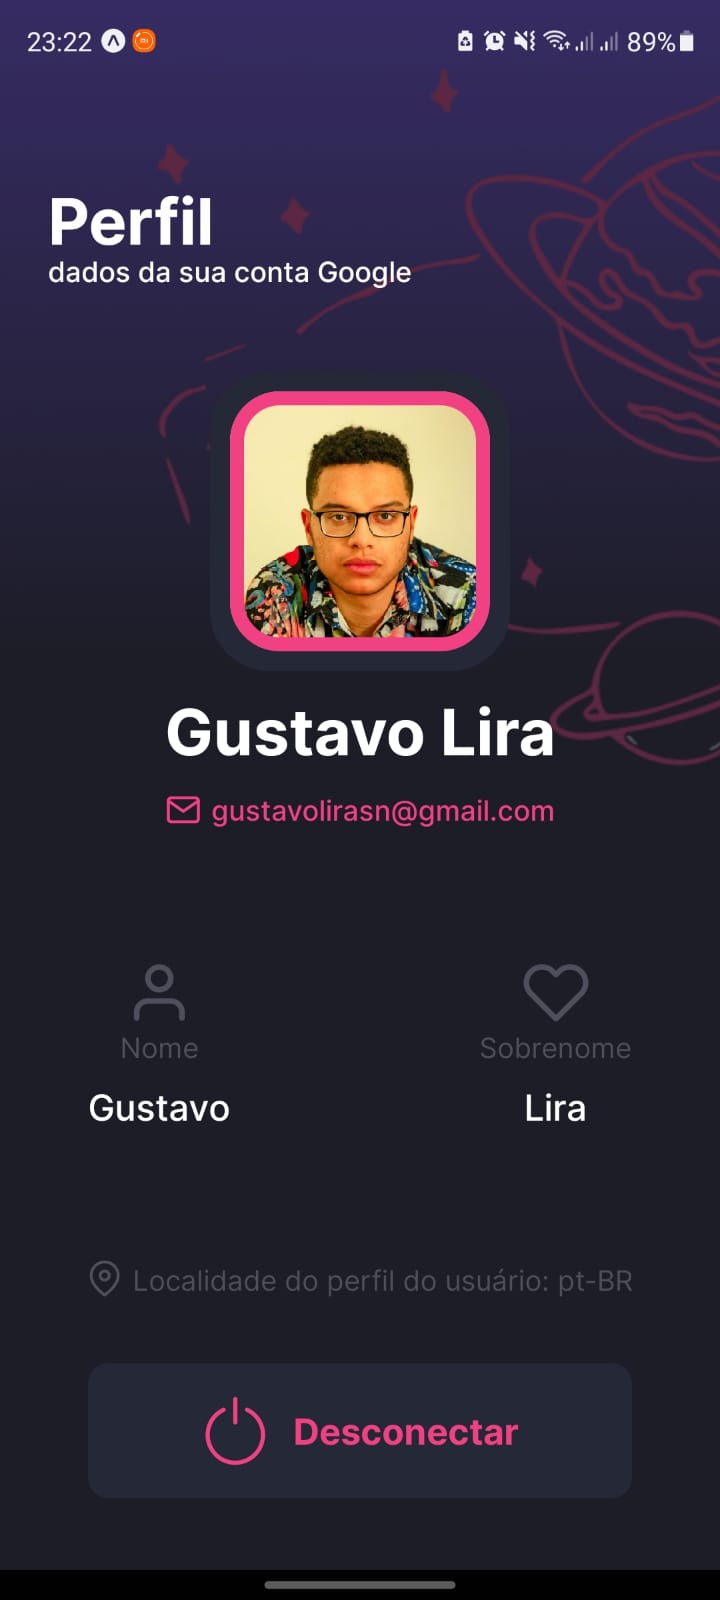 23:22 89%
Perfil
dados da sua conta Google
Gustavo Lira
gustavolirasn@gmail.com
Nome Sobrenome
Gustavo Lira
Localidade do perfil do usuário: pt-BR
Desconectar